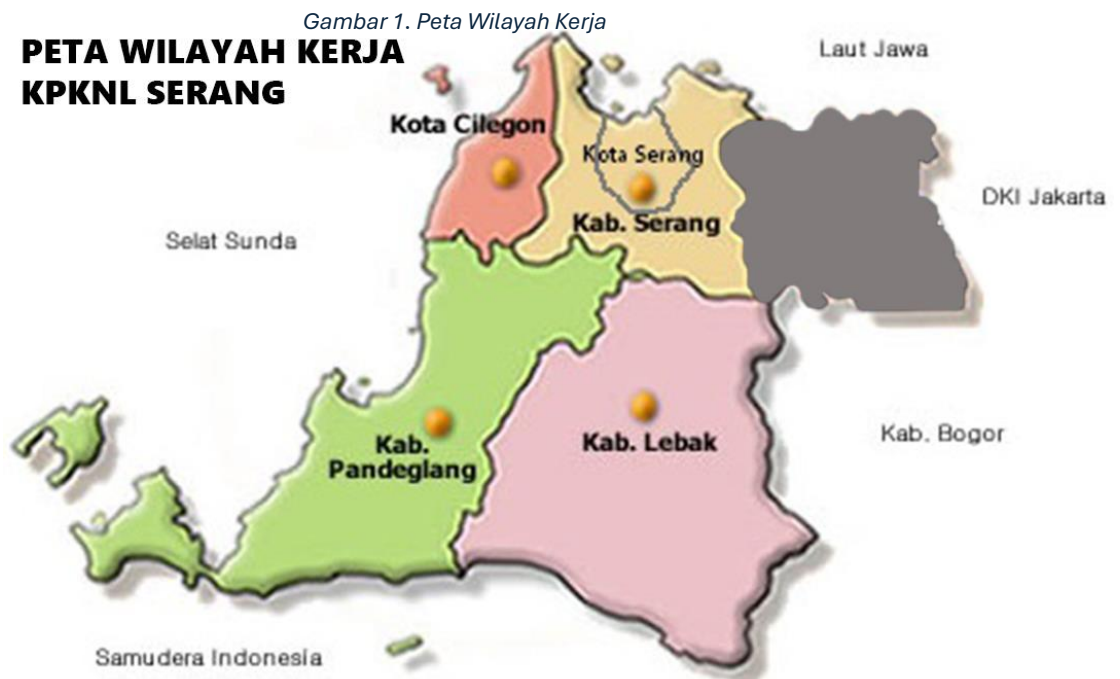 Gambar 1. Peta Wilayah Kerja
PETA WILAYAH KERJA
KPKNL SERANG
Laut Jawa
Kota Cilegon
Kota Serang
DKI Jakarta
Kab. Serang
Selat Sunda
Kab. Bogor
Kab.
Pandeglang
Kab. Lebak
Samudera Indonesia